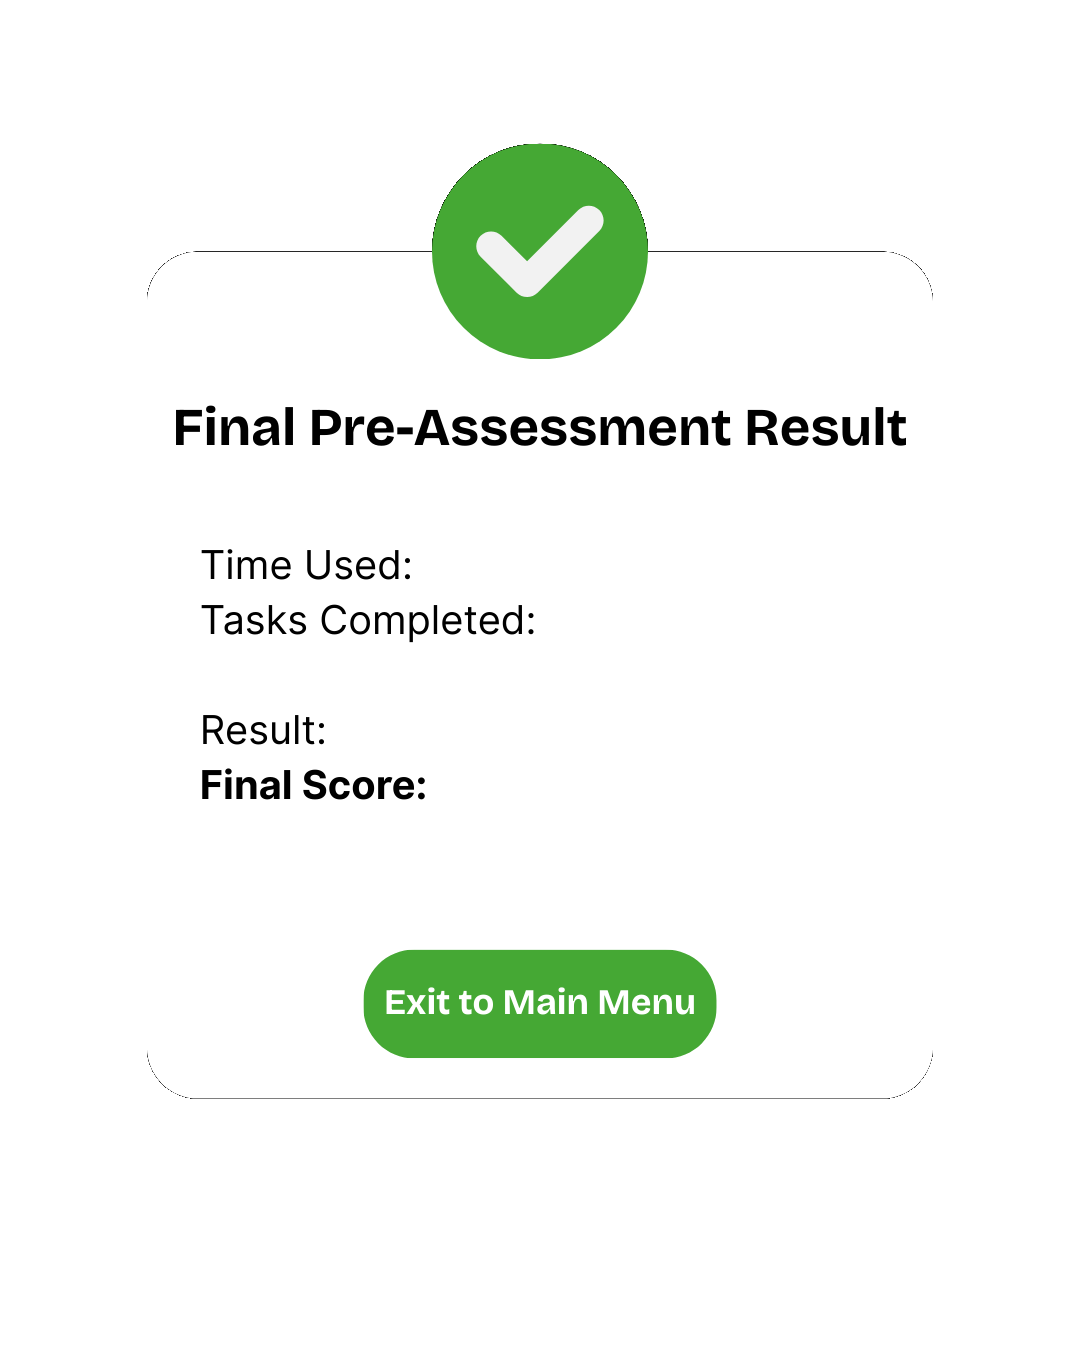 Final Pre-Assessment Result
Time Used:
Tasks Completed:
Result:
Final Score:
Exit to Main Menu